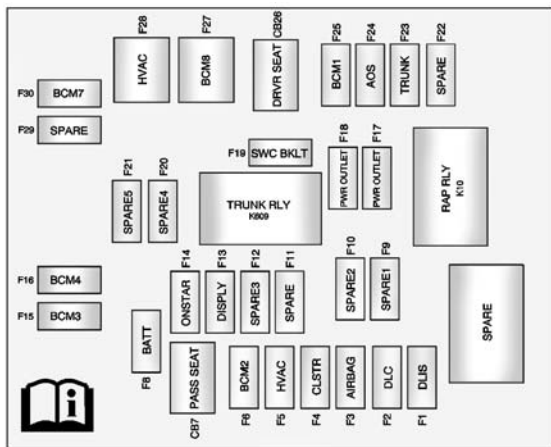 F28
F27
CB26
F25
F24
F23
F22
HVAC
BCM8
DRVR SEAT
BCM1
AOS
TRUNK
SPARE
F30 BCM7
F29 SPARE
F19 SWC BKLT
F18
F17
PWR OUTLET
PWR OUTLET
RAP RLY
K10
F21
F20
SPARE5
SPARE4
TRUNK RLY
K609
F16 BCM4
F15 BCM3
F14
F13
F12
F11
F10
F9
ONSTAR
DISPLY
SPARE3
SPARE
SPARE2
SPARE1
SPARE
BATT
F8
PASS SEAT
BCM2
HVAC
CLSTR
AIRBAG
DLC
DLIS
CB7
F6
F5
F4
F3
F2
F1
i